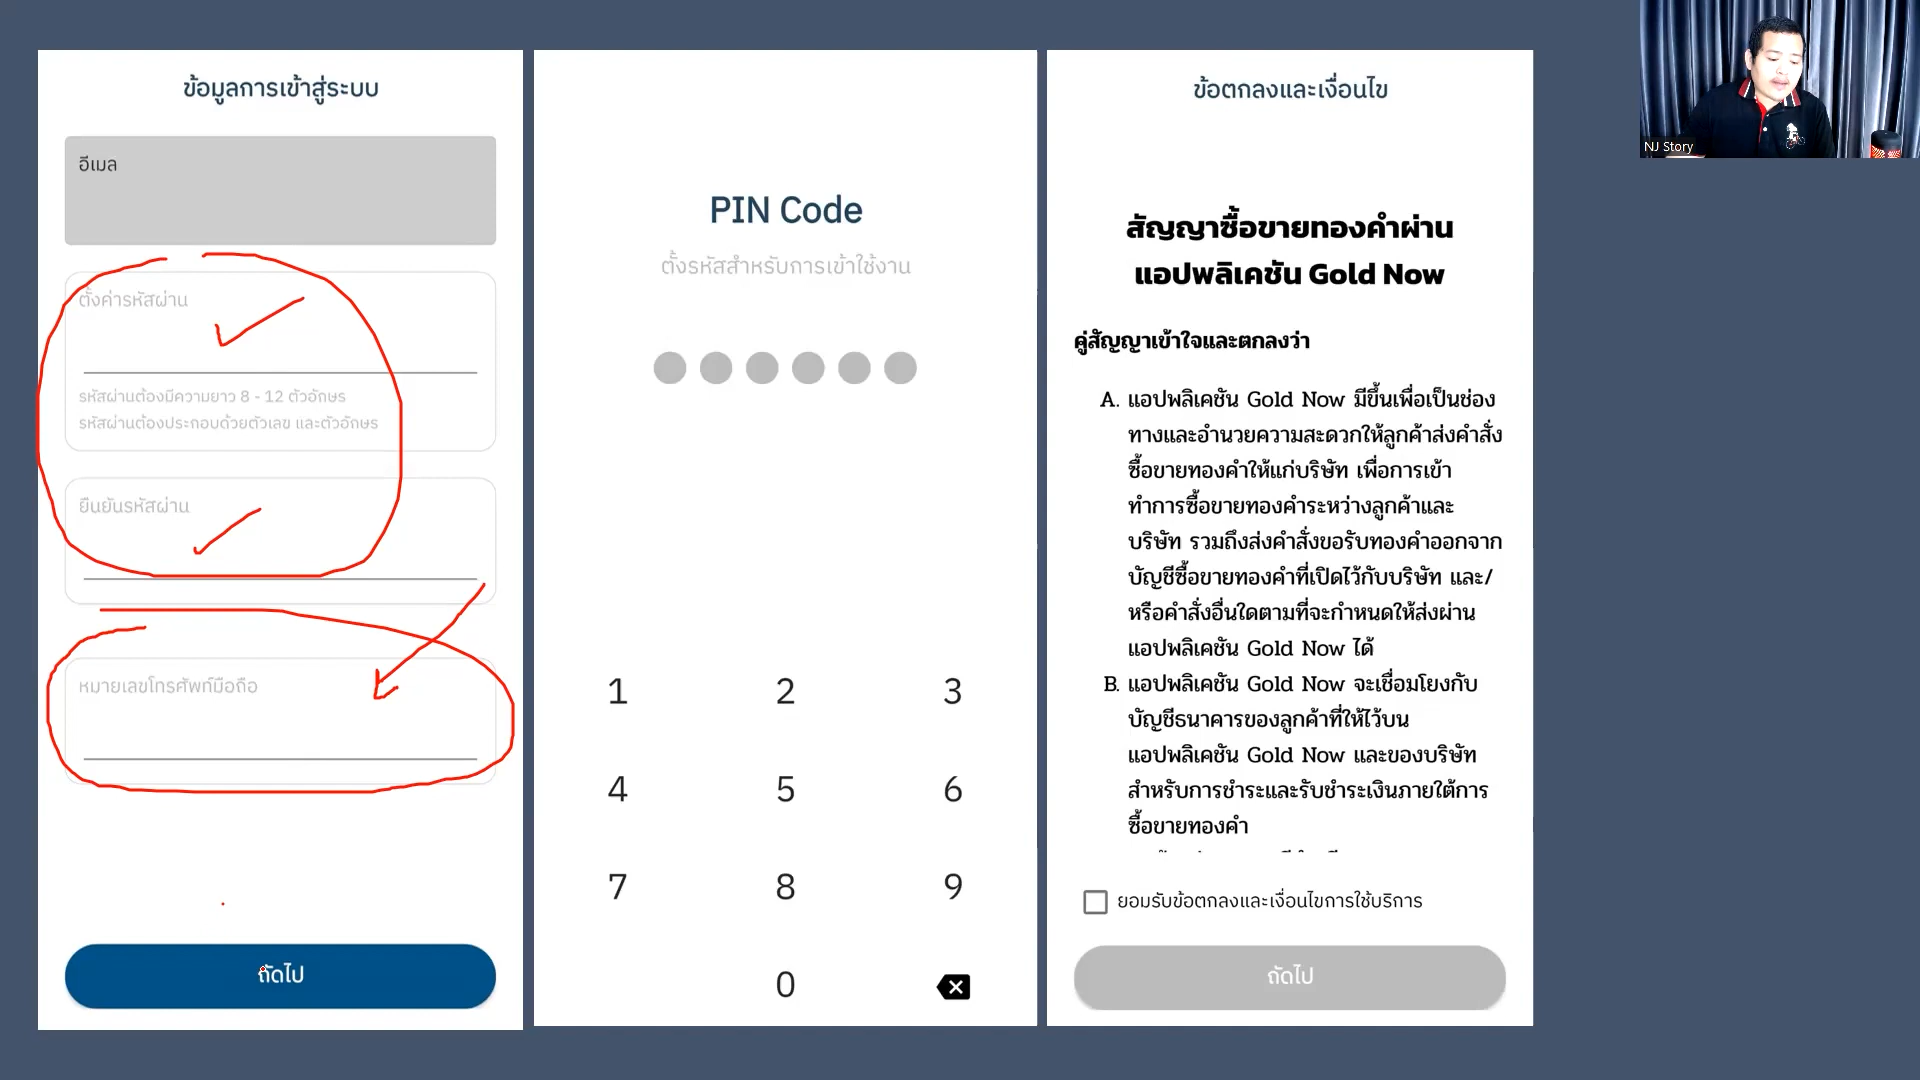 ข้อมูลการเข้าสู่ระบบ
อีเมล
ตั้งค่ารหัสผ่าน
รหัสผ่านต้องมีความยาว 8 - 12 ตัวอักษร
รหัสผ่านต้องประกอบด้วยตัวเลข และตัวอักษร
ยืนยันรหัสผ่าน
หมายเลขโทรศัพท์มือถือ
ถัดไป
PIN Code
ตั้งรหัสสำหรับการเข้าใช้งาน
1 2 3
4 5 6
7 8 9
0
ข้อตกลงและเงื่อนไข
สัญญาซื้อขายทองคำผ่าน
แอปพลิเคชัน Gold Now
คู่สัญญาเข้าใจและตกลงว่า
A. แอปพลิเคชัน Gold Now มีขึ้นเพื่อเป็นช่อง
ทางและอำนวยความสะดวกให้ลูกค้าส่งคำสั่ง
ซื้อขายทองคำให้แก่บริษัท เพื่อการเข้า
ทำการซื้อขายทองคำระหว่างลูกค้าและ
บริษัท รวมถึงส่งคำสั่งขอรับทองคำออกจาก
บัญชีซื้อขายทองคำที่เปิดไว้กับบริษัท และ/
หรือคำสั่งอื่นใดตามที่จะกำหนดให้ส่งผ่าน
แอปพลิเคชัน Gold Now ได้
B. แอปพลิเคชัน Gold Now จะเชื่อมโยงกับ
บัญชีธนาคารของลูกค้าที่ให้ไว้บน
แอปพลิเคชัน Gold Now และของบริษัท
สำหรับการชำระและรับชำระเงินภายใต้การ
ซื้อขายทองคำ
ยอมรับข้อตกลงและเงื่อนไขการใช้บริการ
ถัดไป
NJ Story